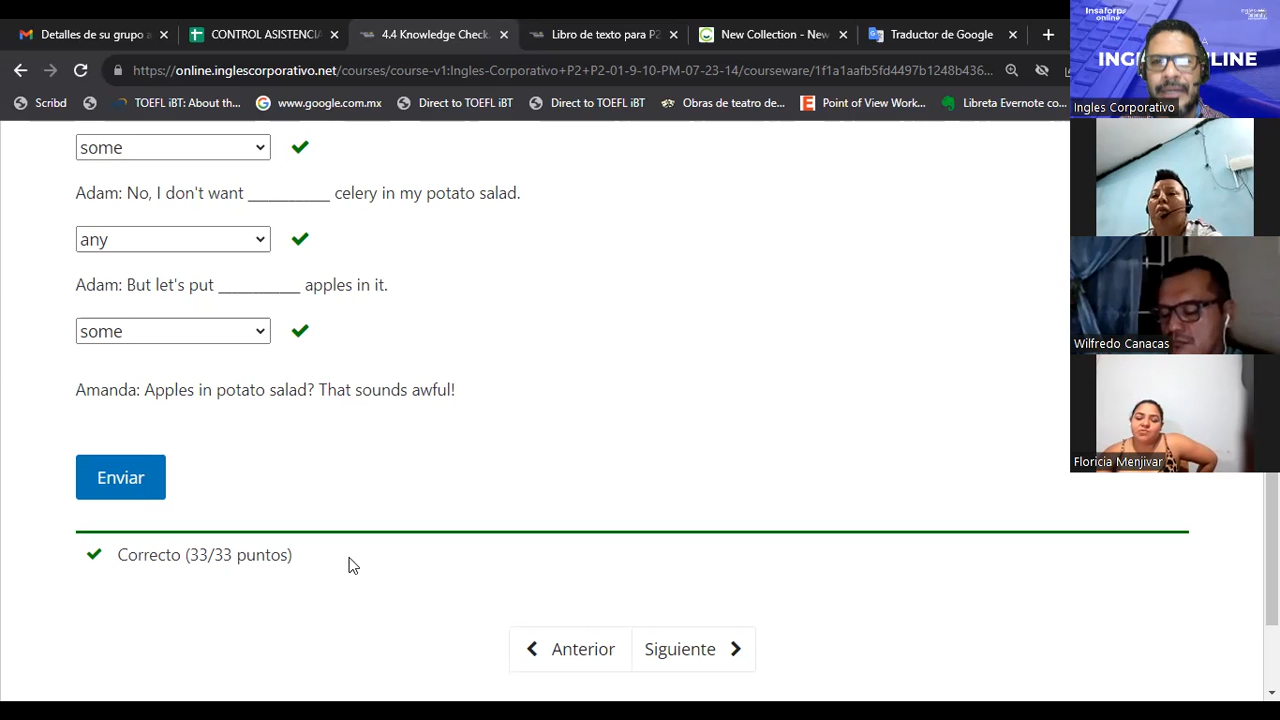 Detalles de su grupo a
CONTROL ASISTENCIA
4.4 Knowledge Check.
Libro de texto para P2
New Collection - New
Traductor de Google
https://online.inglescorporativo.net/courses/course-v1:Ingles-Corporativo+P2+P2-01-9-10-PM-07-23-14/courseware/1f1a1aafb5fd4497b1248b436...
Scribd
TOEFL iBT: About th...
www.google.com.mx
Direct to TOEFL iBT
Direct to TOEFL iBT
Obras de teatro de...
Point of View Work...
Libreta Evernote co...
some
Adam: No, I don't want __________ celery in my potato salad.
any
Adam: But let's put __________ apples in it.
some
Amanda: Apples in potato salad? That sounds awful!
Enviar
Correcto (33/33 puntos)
Anterior
Siguiente
Insaforp
online
Ingles Corporativo
Wilfredo Canacas
Floricia Menjivar